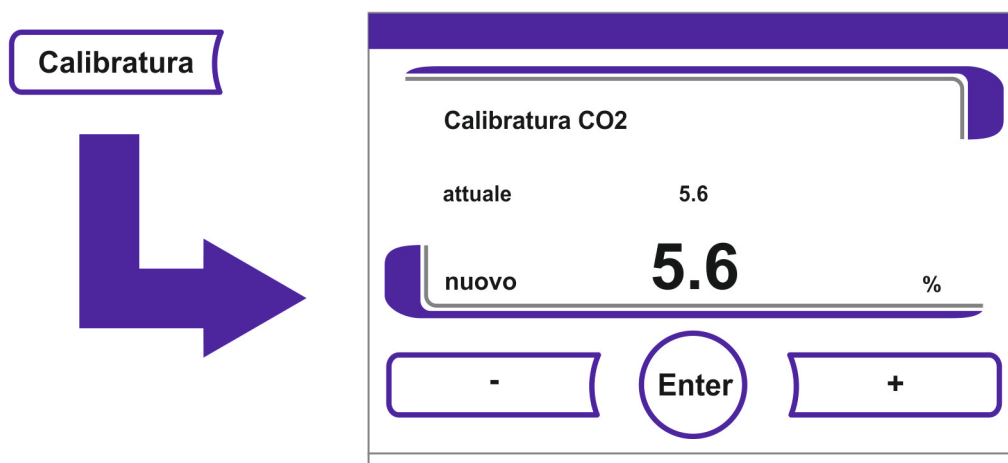 Calibratura
Calibratura CO2
attuale 5.6
nuovo 5.6 %
- Enter +